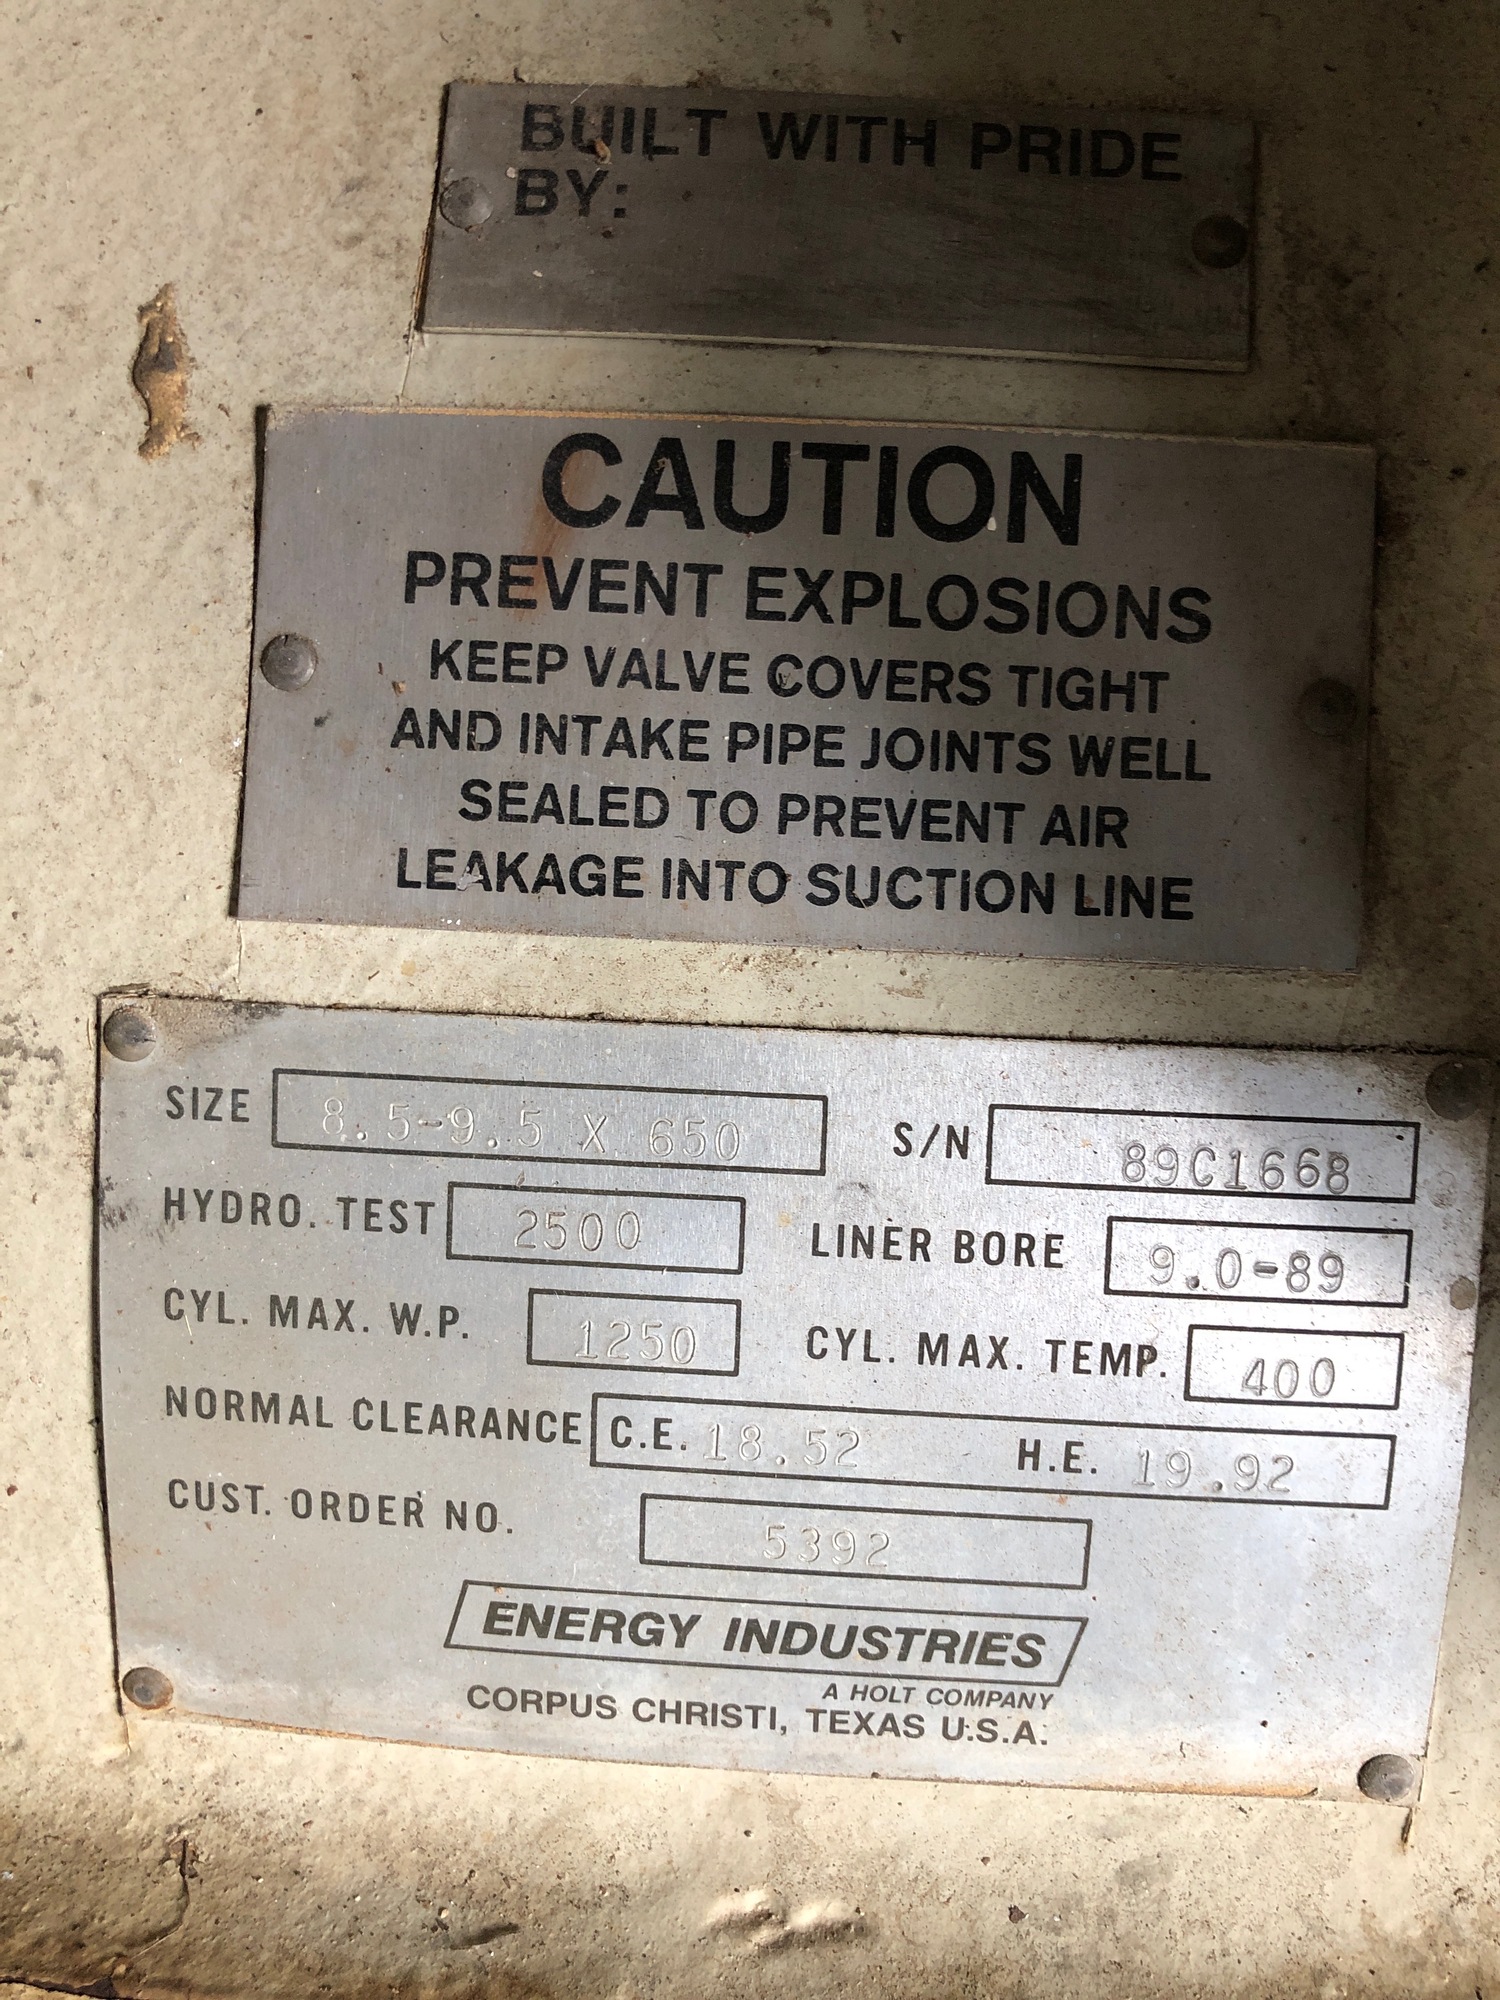 BUILT WITH PRIDE
BY:
CAUTION
PREVENT EXPLOSIONS
KEEP VALVE COVERS TIGHT
AND INTAKE PIPE JOINTS WELL
SEALED TO PREVENT AIR
LEAKAGE INTO SUCTION LINE
SIZE 8.5-9.5 X 650 S/N 89C1668
HYDRO. TEST 2500 LINER BORE 9.0-89
CYL. MAX. W.P. 1250 CYL. MAX. TEMP. 400
NORMAL CLEARANCE C.E. 18.52 H.E. 19.92
CUST. ORDER NO. 5392
ENERGY INDUSTRIES
A HOLT COMPANY
CORPUS CHRISTI, TEXAS U.S.A.